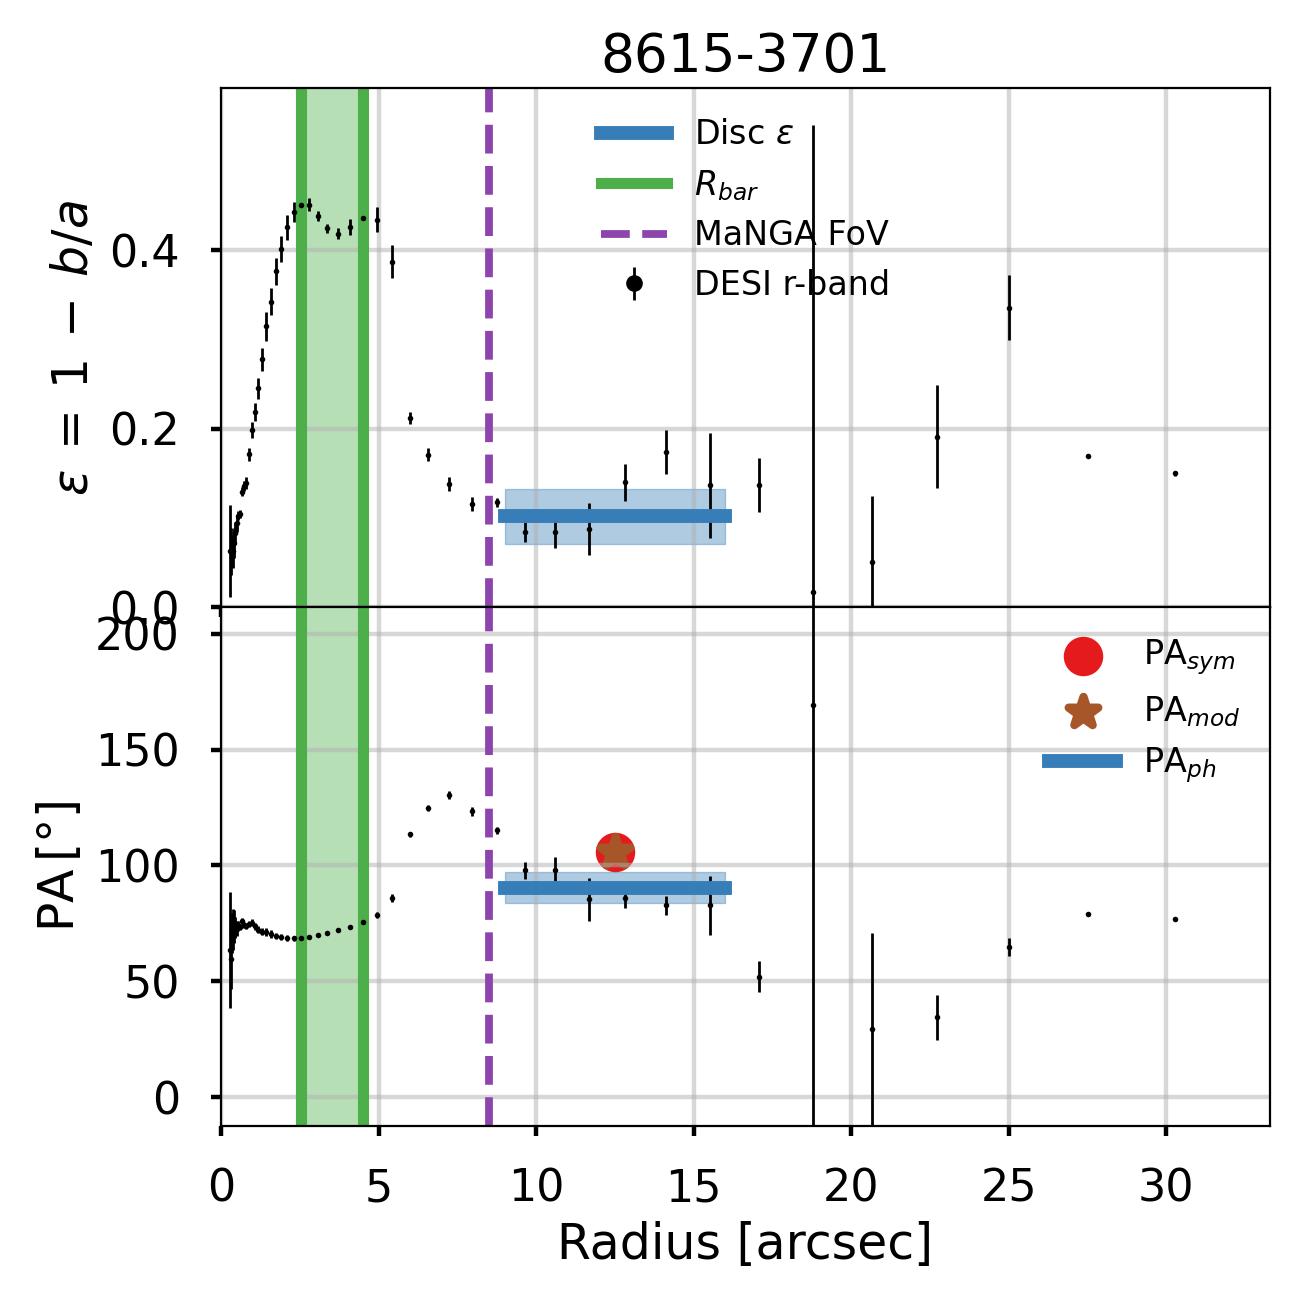 8615-3701
Disc ε
R_bar
MaNGA FoV
DESI r-band
ε = 1 − b/a
0.4
0.2
0.0
200
150
100
50
0
PA [°]
PA_sym
PA_mod
PA_ph
0 5 10 15 20 25 30
Radius [arcsec]